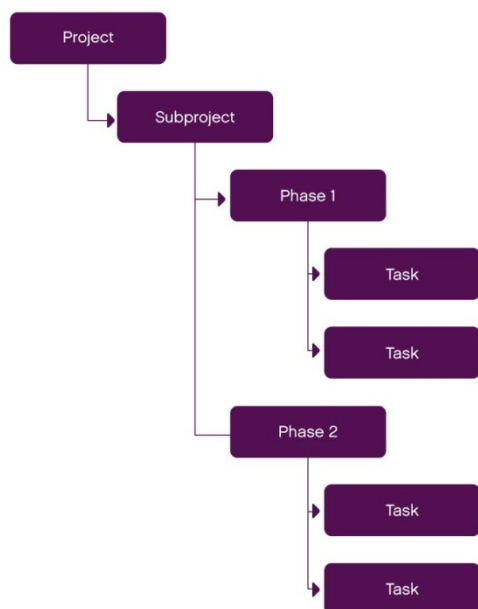 Project
Subproject
Phase 1
Task
Task
Phase 2
Task
Task